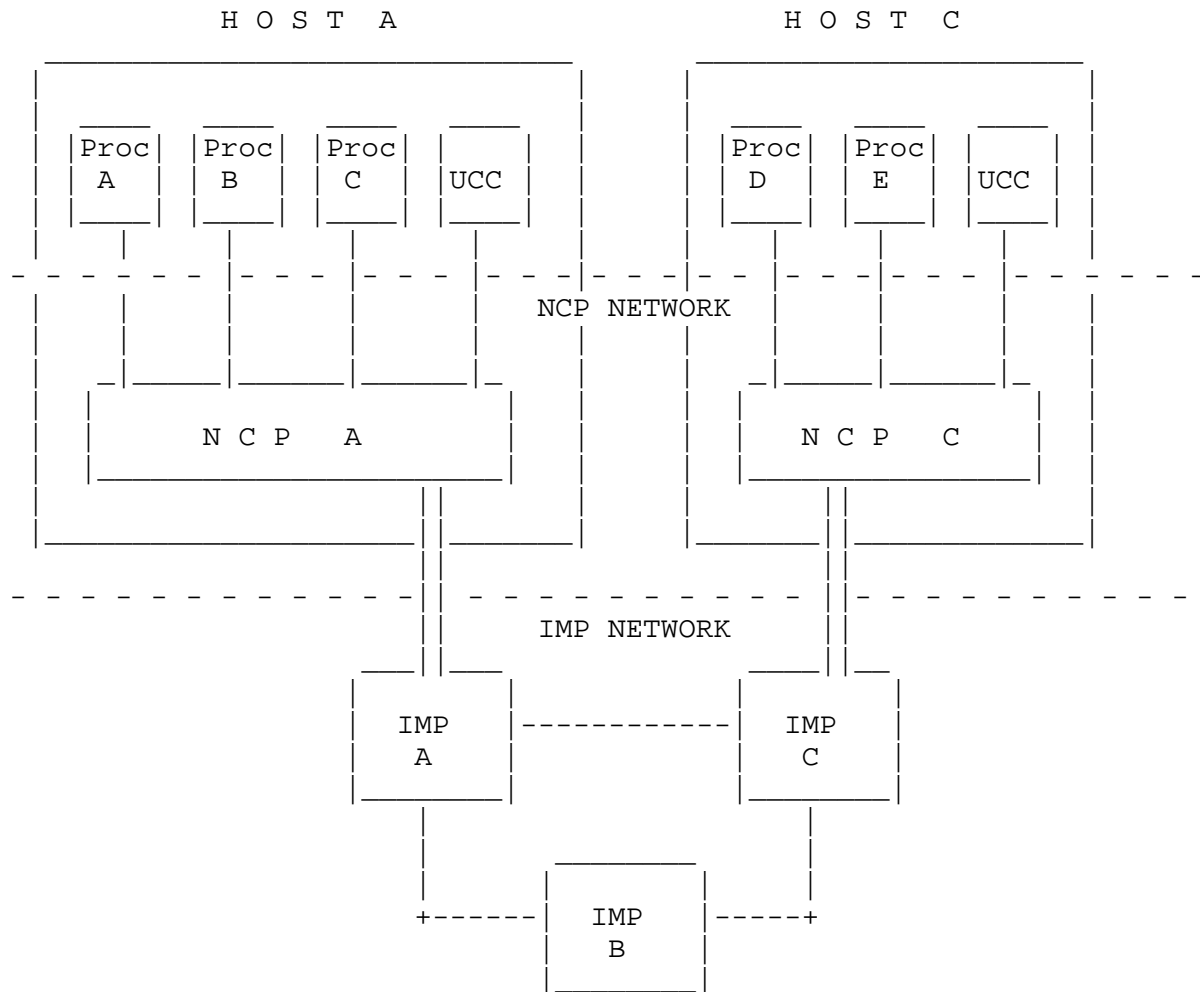 H O S T A H O S T C
Proc Proc Proc Proc Proc
A B C UCC D E UCC
NCP NETWORK
N C P A N C P C
IMP NETWORK
IMP IMP
A C
IMP
B